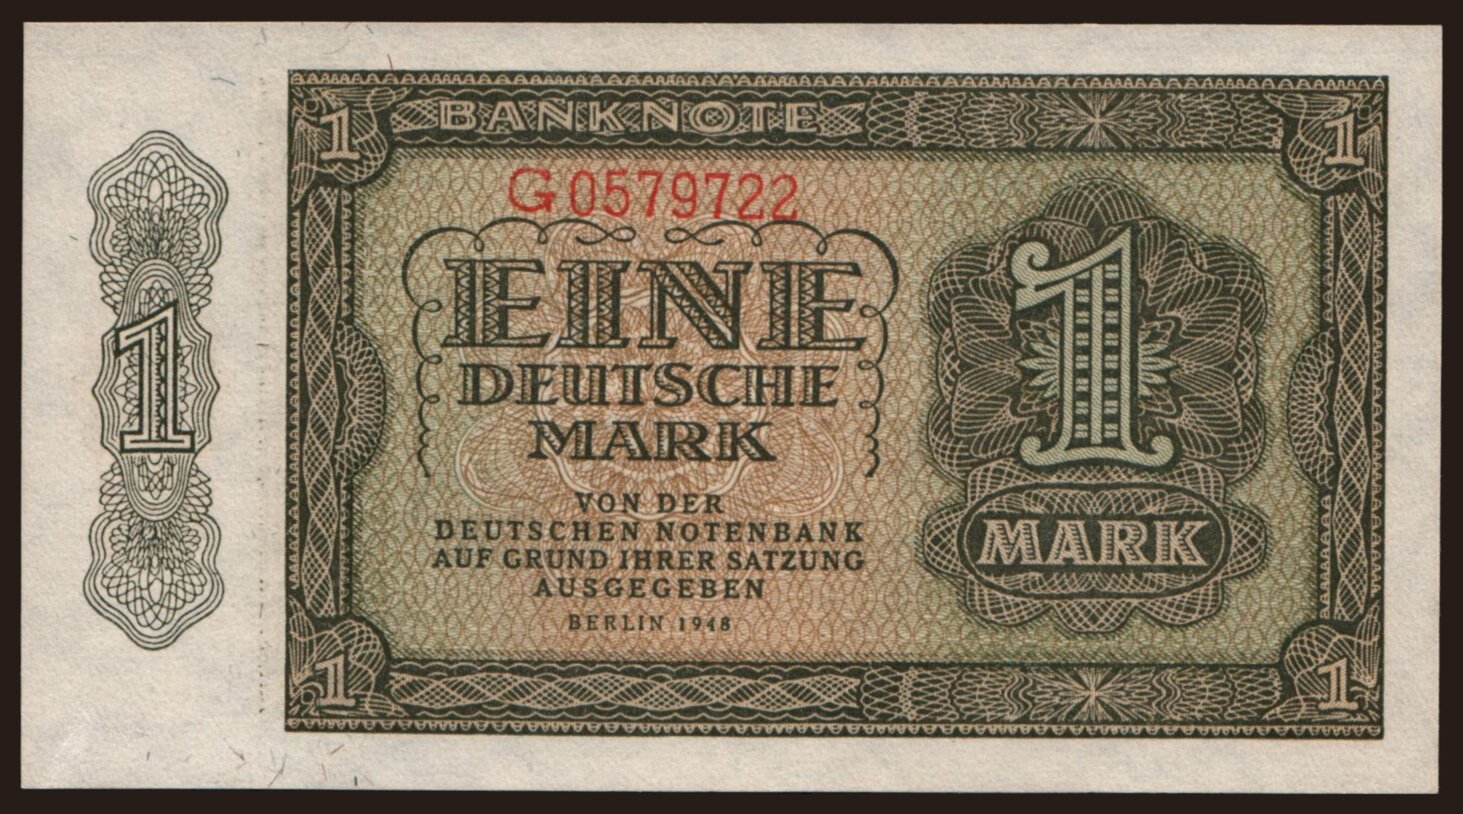 BANKNOTE
1
1
G0579722
EINE
DEUTSCHE
MARK
VON DER
DEUTSCHEN NOTENBANK
AUF GRUND IHRER SATZUNG
AUSGEGEBEN
BERLIN 1948
1
1
MARK
1
1